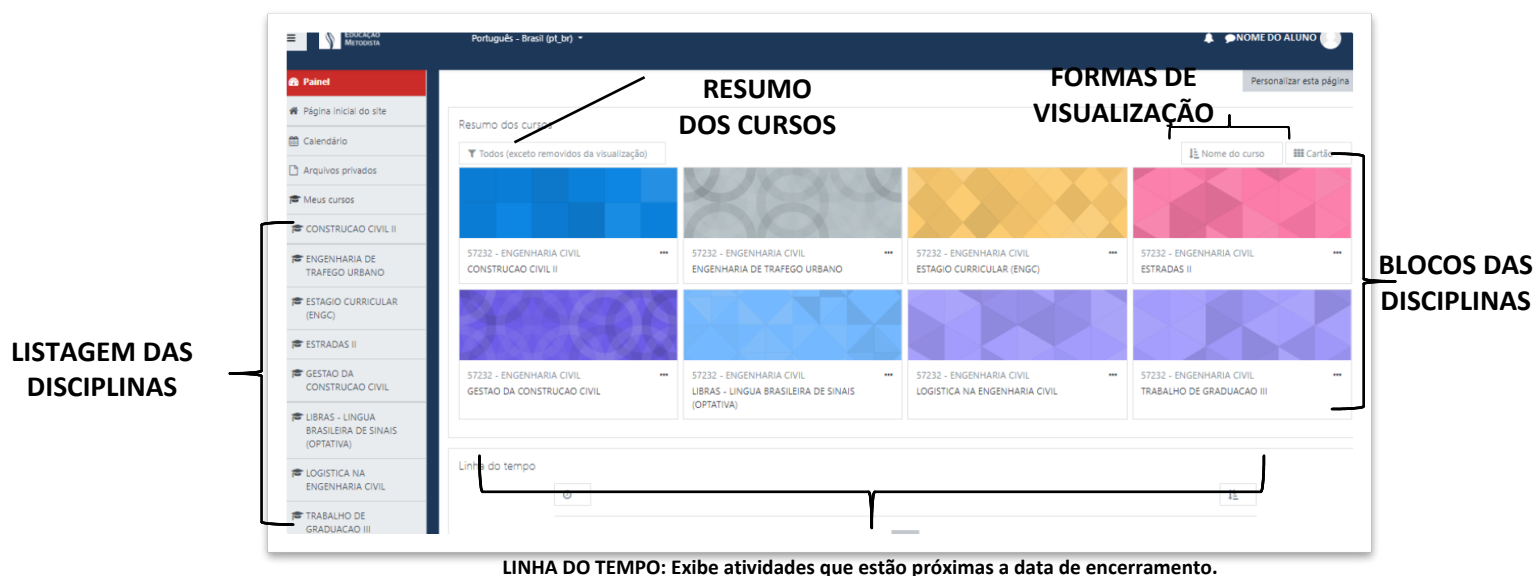 EDUCAÇÃO
METODISTA
Português - Brasil (pt_br)
NOME DO ALUNO
Painel
Personalizar esta página
RESUMO
DOS CURSOS
FORMAS DE
VISUALIZAÇÃO
Página inicial do site
Calendário
Arquivos privados
Meus cursos
CONSTRUCAO CIVIL II
ENGENHARIA DE
TRAFEGO URBANO
ESTAGIO CURRICULAR
(ENGC)
ESTRADAS II
GESTAO DA
CONSTRUCAO CIVIL
LIBRAS - LINGUA
BRASILEIRA DE SINAIS
(OPTATIVA)
LOGISTICA NA
ENGENHARIA CIVIL
TRABALHO DE
GRADUACAO III
LISTAGEM DAS
DISCIPLINAS
Resumo dos cursos
Todos (exceto removidos da visualização)
Nome do curso
Cartão
57232 - ENGENHARIA CIVIL
CONSTRUCAO CIVIL II
57232 - ENGENHARIA CIVIL
ENGENHARIA DE TRAFEGO URBANO
57232 - ENGENHARIA CIVIL
ESTAGIO CURRICULAR (ENGC)
57232 - ENGENHARIA CIVIL
ESTRADAS II
57232 - ENGENHARIA CIVIL
GESTAO DA CONSTRUCAO CIVIL
57232 - ENGENHARIA CIVIL
LIBRAS - LINGUA BRASILEIRA DE SINAIS
(OPTATIVA)
57232 - ENGENHARIA CIVIL
LOGISTICA NA ENGENHARIA CIVIL
57232 - ENGENHARIA CIVIL
TRABALHO DE GRADUACAO III
BLOCOS DAS
DISCIPLINAS
Linha do tempo
LINHA DO TEMPO: Exibe atividades que estão próximas a data de encerramento.